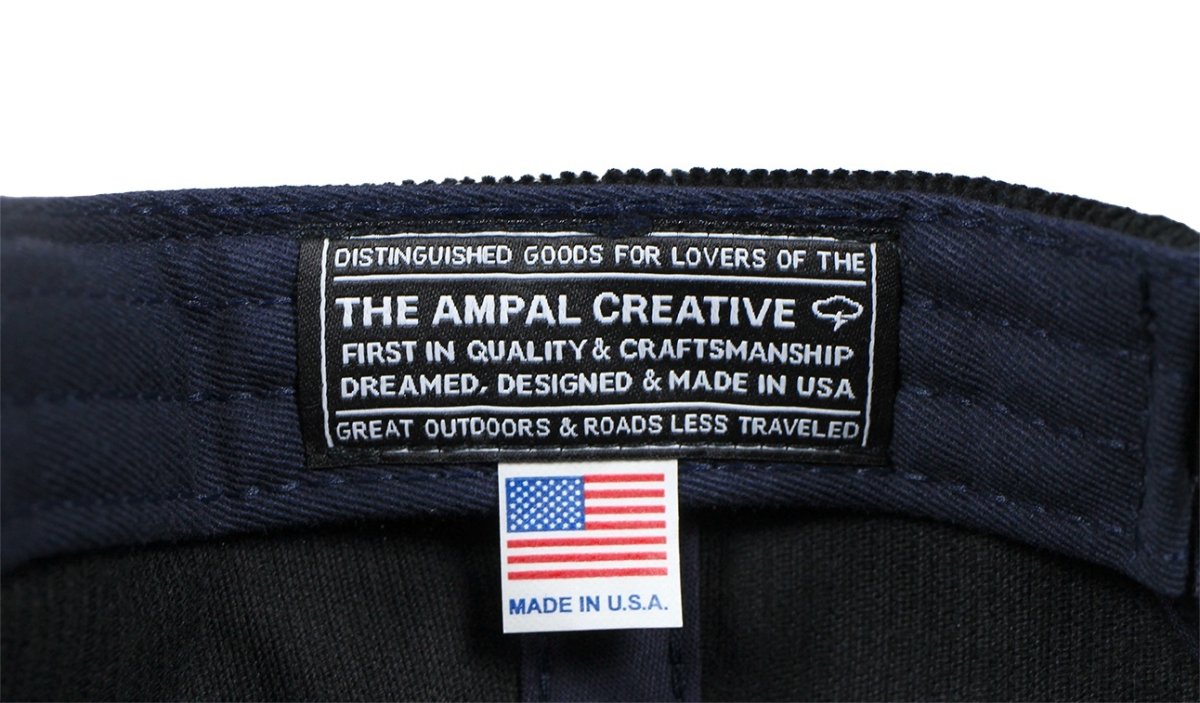 DISTINGUISHED GOODS FOR LOVERS OF THE
THE AMPAL CREATIVE
FIRST IN QUALITY & CRAFTSMANSHIP
DREAMED, DESIGNED & MADE IN USA
GREAT OUTDOORS & ROADS LESS TRAVELED
MADE IN U.S.A.